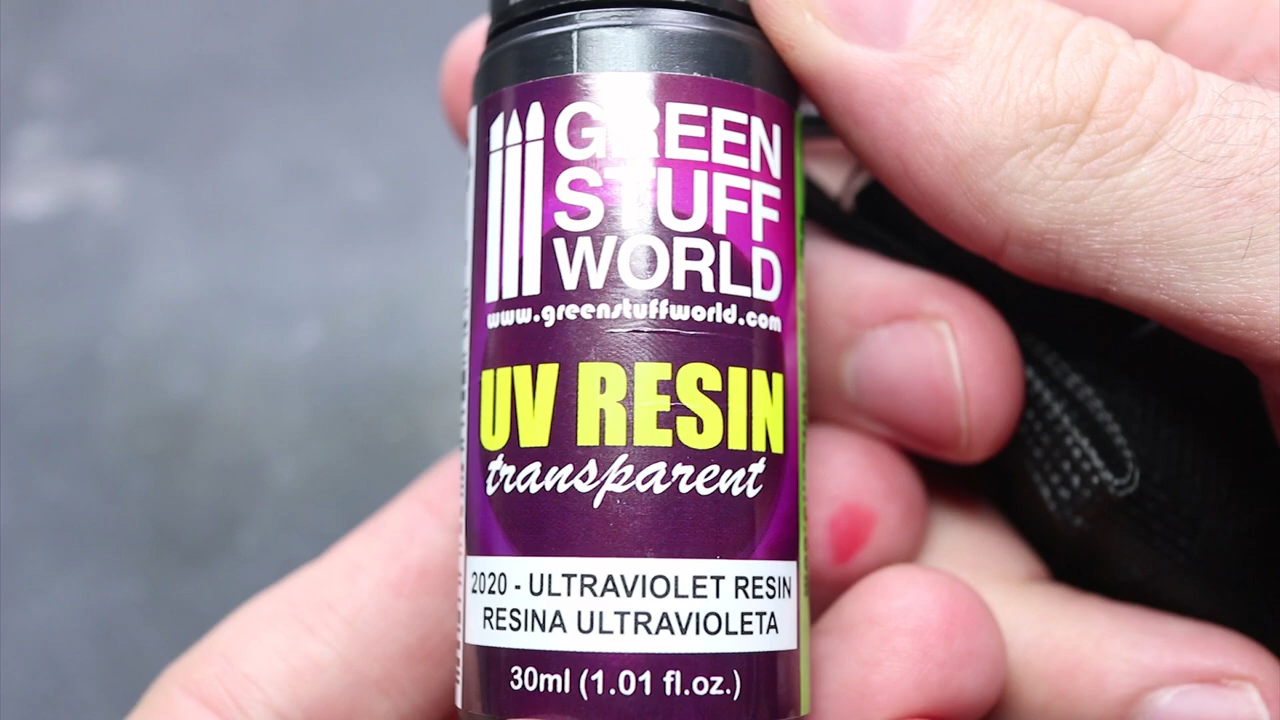 GREEN
STUFF
WORLD
www.greenstuffworld.com
UV RESIN
transparent
2020 - ULTRAVIOLET RESIN
RESINA ULTRAVIOLETA
30ml (1.01 fl.oz.)